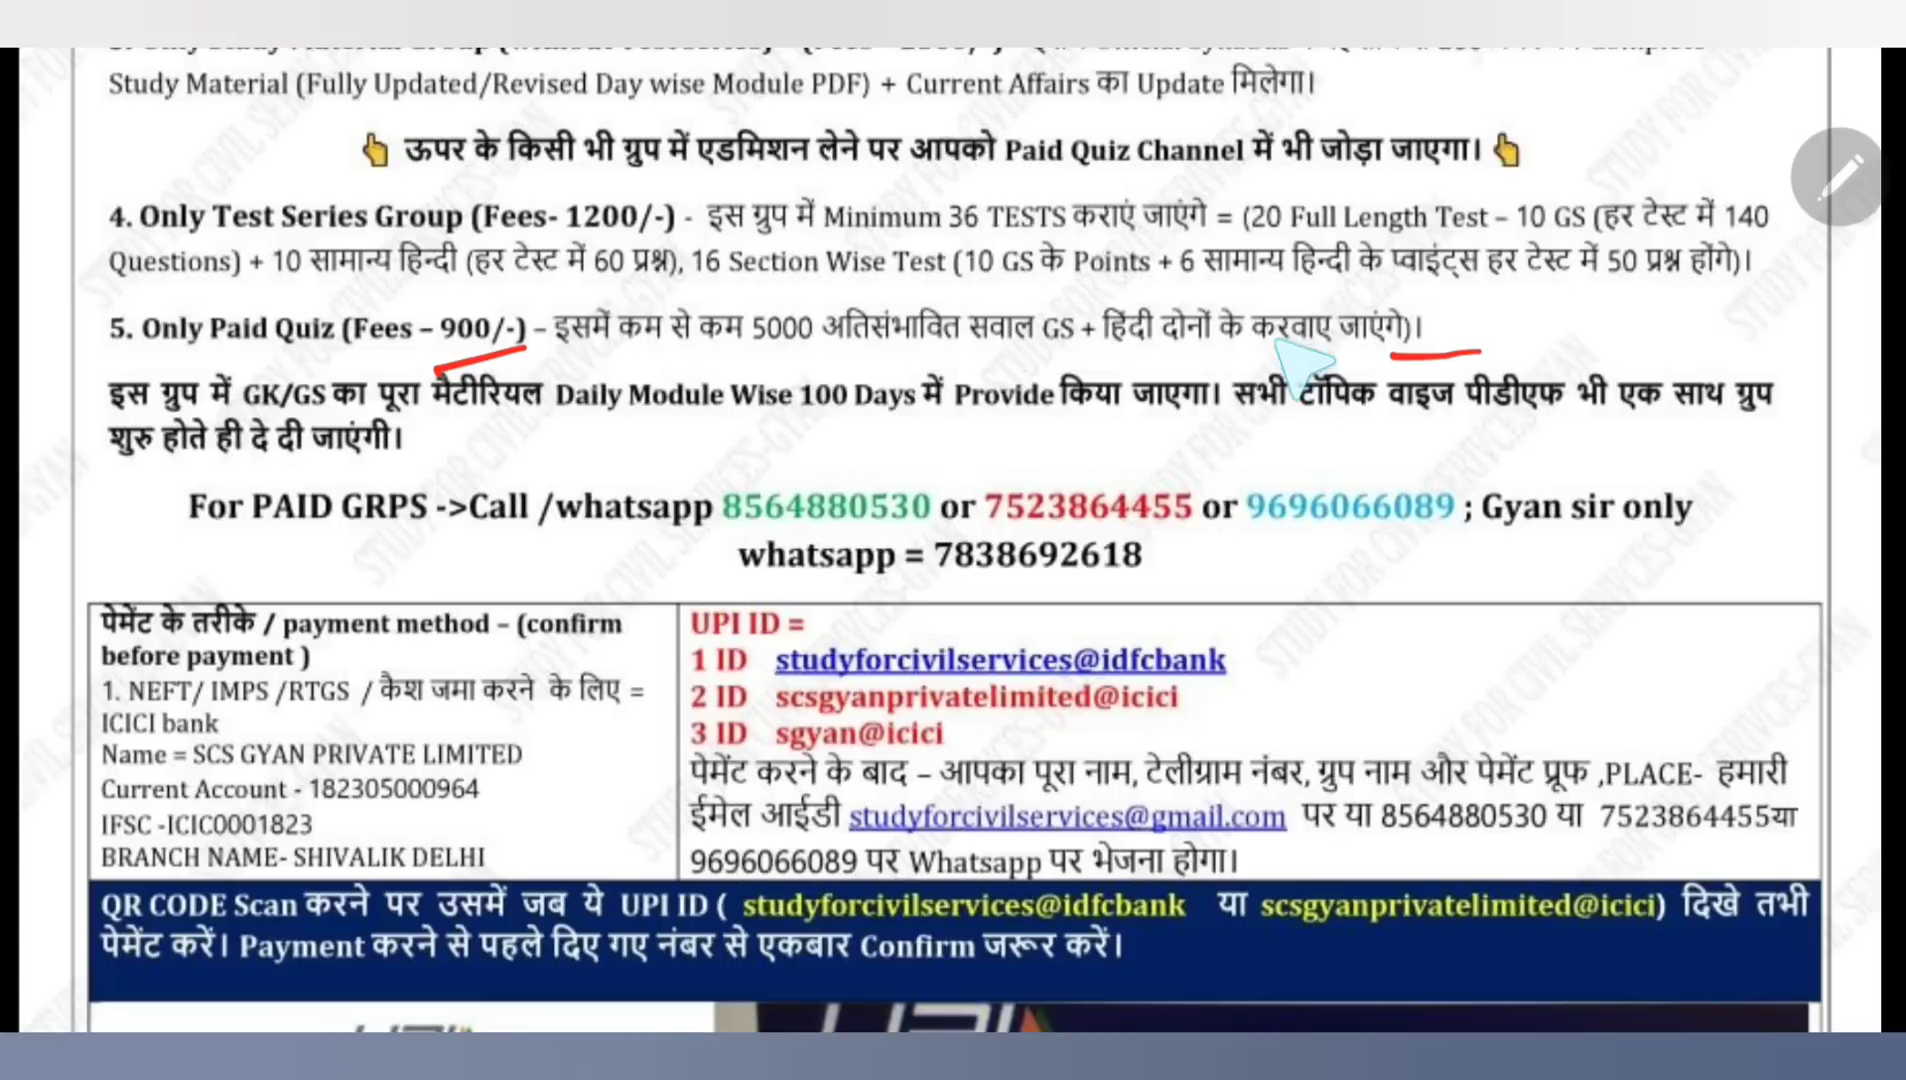 Study Material (Fully Updated/Revised Day wise Module PDF) + Current Affairs का Update मिलेगा।
👆 ऊपर के किसी भी ग्रुप में एडमिशन लेने पर आपको Paid Quiz Channel में भी जोड़ा जाएगा। 👆
4. Only Test Series Group (Fees- 1200/-) - इस ग्रुप में Minimum 36 TESTS कराएं जाएंगे = (20 Full Length Test – 10 GS (हर टेस्ट में 140
Questions) + 10 सामान्य हिन्दी (हर टेस्ट में 60 प्रश्न), 16 Section Wise Test (10 GS के Points + 6 सामान्य हिन्दी के प्वाइंट्स हर टेस्ट में 50 प्रश्न होंगे)।
5. Only Paid Quiz (Fees – 900/-) – इसमें कम से कम 5000 अतिसंभावित सवाल GS + हिंदी दोनों के करवाए जाएंगे)।
इस ग्रुप में GK/GS का पूरा मैटीरियल Daily Module Wise 100 Days में Provide किया जाएगा। सभी टॉपिक वाइज पीडीएफ भी एक साथ ग्रुप
शुरु होते ही दे दी जाएंगी।
For PAID GRPS ->Call /whatsapp 8564880530 or 7523864455 or 9696066089 ; Gyan sir only
whatsapp = 7838692618
पेमेंट के तरीके / payment method – (confirm
before payment )
1. NEFT/ IMPS /RTGS / कैश जमा करने के लिए =
ICICI bank
Name = SCS GYAN PRIVATE LIMITED
Current Account - 182305000964
IFSC -ICIC0001823
BRANCH NAME- SHIVALIK DELHI
UPI ID =
1 ID studyforcivilservices@idfcbank
2 ID scsgyanprivatelimited@icici
3 ID sgyan@icici
पेमेंट करने के बाद – आपका पूरा नाम, टेलीग्राम नंबर, ग्रुप नाम और पेमेंट प्रूफ ,PLACE- हमारी
ईमेल आईडी studyforcivilservices@gmail.com पर या 8564880530 या 7523864455या
9696066089 पर Whatsapp पर भेजना होगा।
QR CODE Scan करने पर उसमें जब ये UPI ID ( studyforcivilservices@idfcbank या scsgyanprivatelimited@icici) दिखे तभी
पेमेंट करें। Payment करने से पहले दिए गए नंबर से एकबार Confirm जरूर करें।